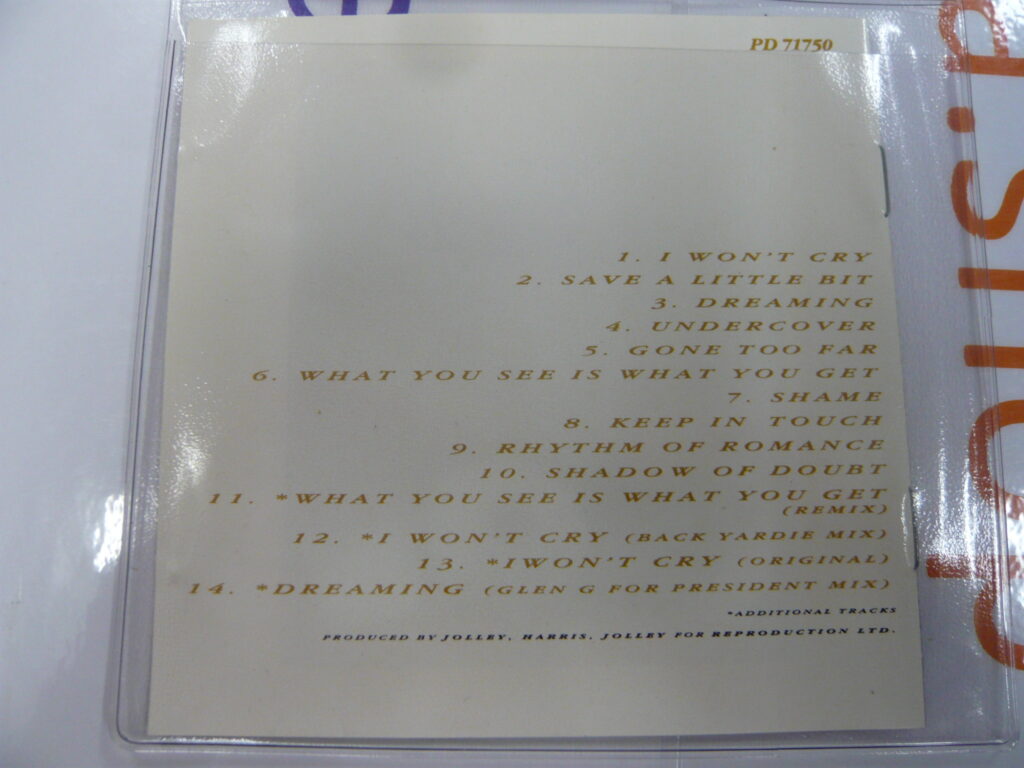 PD 71750
1. I WON'T CRY
2. SAVE A LITTLE BIT
3. DREAMING
4. UNDERCOVER
5. GONE TOO FAR
6. WHAT YOU SEE IS WHAT YOU GET
7. SHAME
8. KEEP IN TOUCH
9. RHYTHM OF ROMANCE
10. SHADOW OF DOUBT
11. *WHAT YOU SEE IS WHAT YOU GET
(REMIX)
12. *I WON'T CRY (BACK YARDIE MIX)
13. *IWON'T CRY (ORIGINAL)
14. *DREAMING (GLEN G FOR PRESIDENT MIX)
*ADDITIONAL TRACKS
PRODUCED BY JOLLEY, HARRIS, JOLLEY FOR REPRODUCTION LTD.